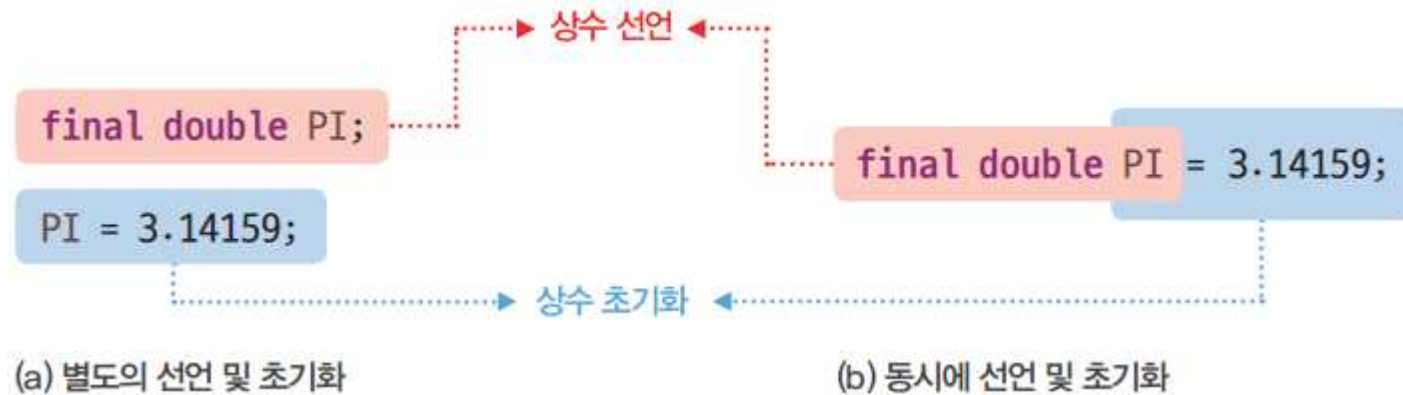 상수 선언
final double PI;
final double PI = 3.14159;
PI = 3.14159;
상수 초기화
(a) 별도의 선언 및 초기화
(b) 동시에 선언 및 초기화